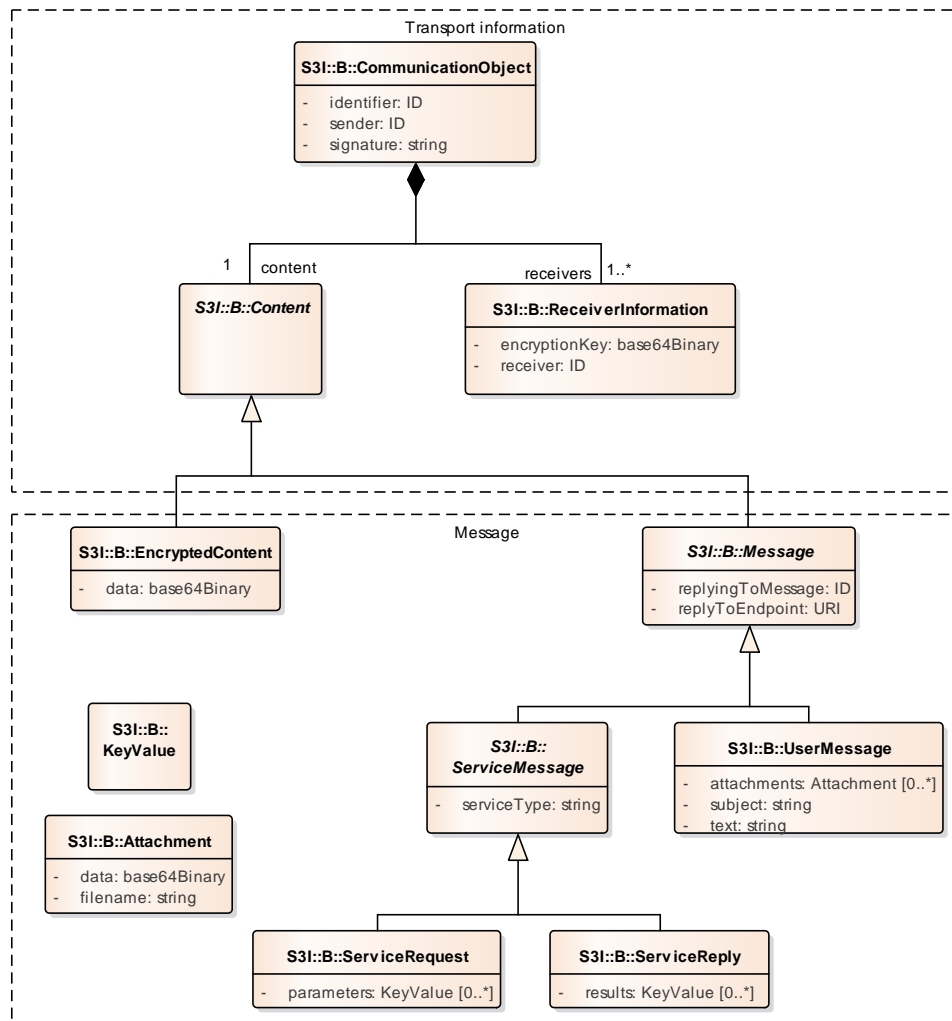 Transport information
S3I::B::CommunicationObject
- identifier: ID
- sender: ID
- signature: string
1 content
receivers 1..*
S3I::B::Content
S3I::B::ReceiverInformation
- encryptionKey: base64Binary
- receiver: ID
Message
S3I::B::EncryptedContent
- data: base64Binary
S3I::B::Message
- replyingToMessage: ID
- replyToEndpoint: URI
S3I::B::
KeyValue
S3I::B::
ServiceMessage
- serviceType: string
S3I::B::UserMessage
- attachments: Attachment [0..*]
- subject: string
- text: string
S3I::B::Attachment
- data: base64Binary
- filename: string
S3I::B::ServiceRequest
- parameters: KeyValue [0..*]
S3I::B::ServiceReply
- results: KeyValue [0..*]